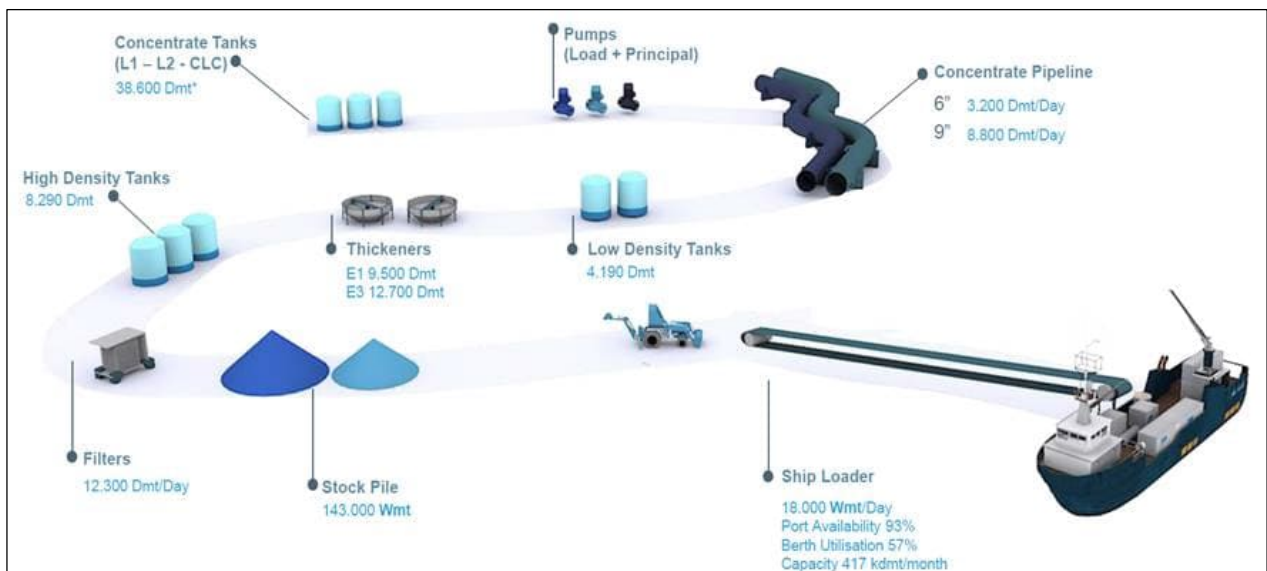 Concentrate Tanks
(L1 – L2 - CLC)
38.600 Dmt*
Pumps
(Load + Principal)
Concentrate Pipeline
6" 3.200 Dmt/Day
9" 8.800 Dmt/Day
High Density Tanks
8.290 Dmt
Thickeners
E1 9.500 Dmt
E3 12.700 Dmt
Low Density Tanks
4.190 Dmt
Filters
12.300 Dmt/Day
Stock Pile
143.000 Wmt
Ship Loader
18.000 Wmt/Day
Port Availability 93%
Berth Utilisation 57%
Capacity 417 kdmt/month